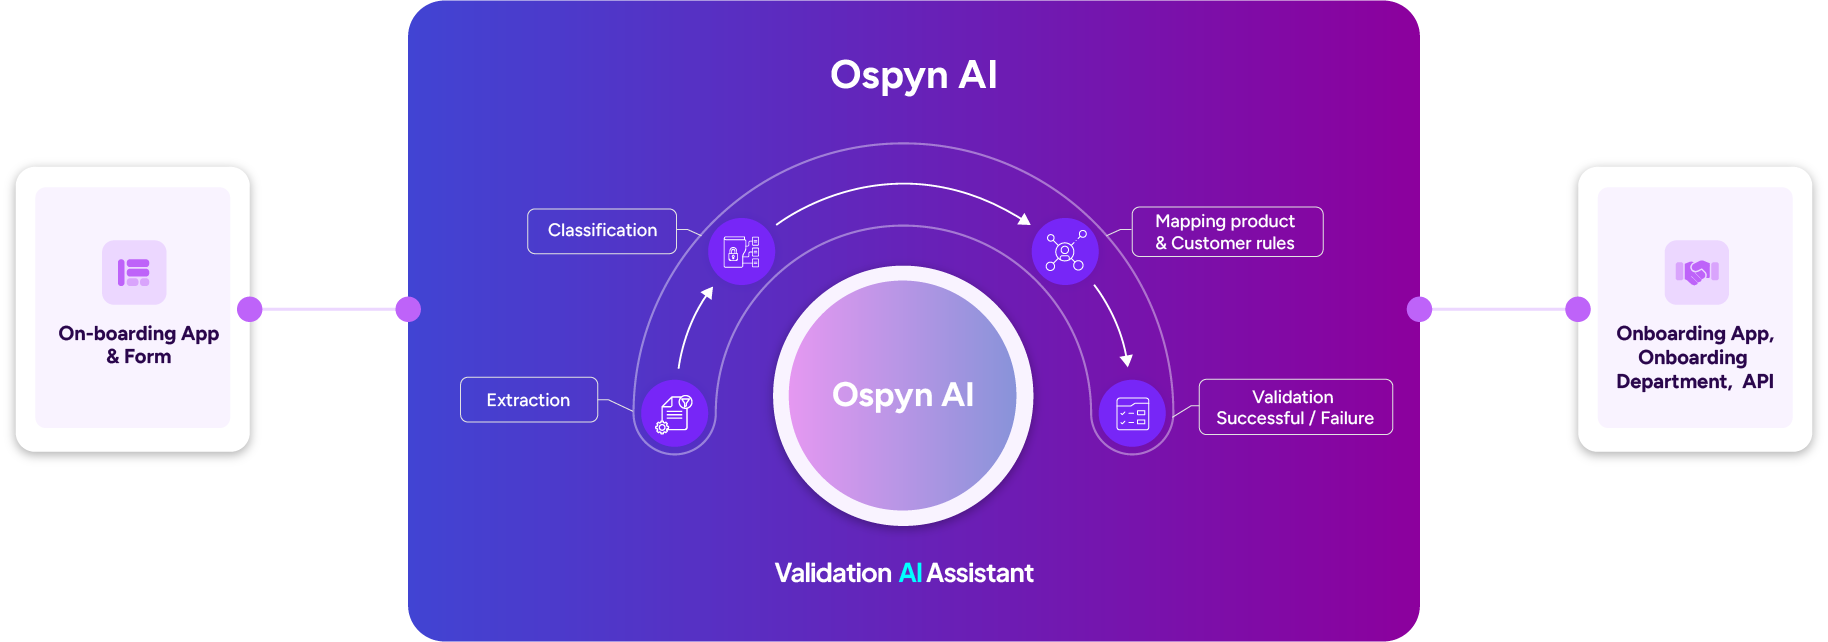 Ospyn AI
On-boarding App
& Form
Classification
Extraction
Mapping product
& Customer rules
Validation
Successful / Failure
Ospyn AI
Validation AI Assistant
Onboarding App,
Onboarding
Department, API